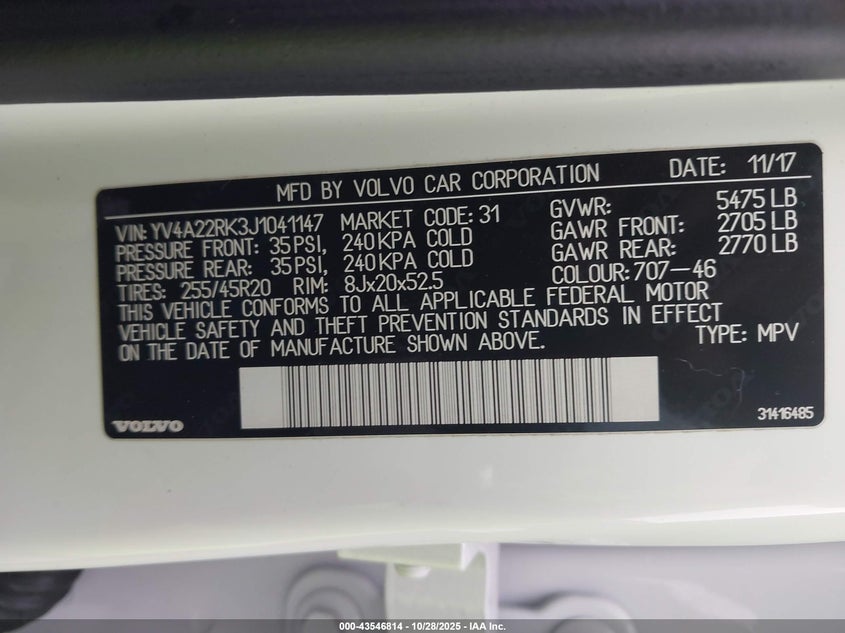 MFD BY VOLVO CAR CORPORATION DATE: 11/17
VIN: YV4A22RK3J1041147 MARKET CODE: 31 GVWR: 5475 LB
PRESSURE FRONT: 35 PSI, 240 KPA COLD GAWR FRONT: 2705 LB
PRESSURE REAR: 35 PSI, 240 KPA COLD GAWR REAR: 2770 LB
TIRES: 255/45R20 RIM: 8Jx20x52.5 COLOUR: 707-46
THIS VEHICLE CONFORMS TO ALL APPLICABLE FEDERAL MOTOR
VEHICLE SAFETY AND THEFT PREVENTION STANDARDS IN EFFECT
ON THE DATE OF MANUFACTURE SHOWN ABOVE. TYPE: MPV
VOLVO 31416485
000-43546814 - 10/28/2025 - IAA Inc.